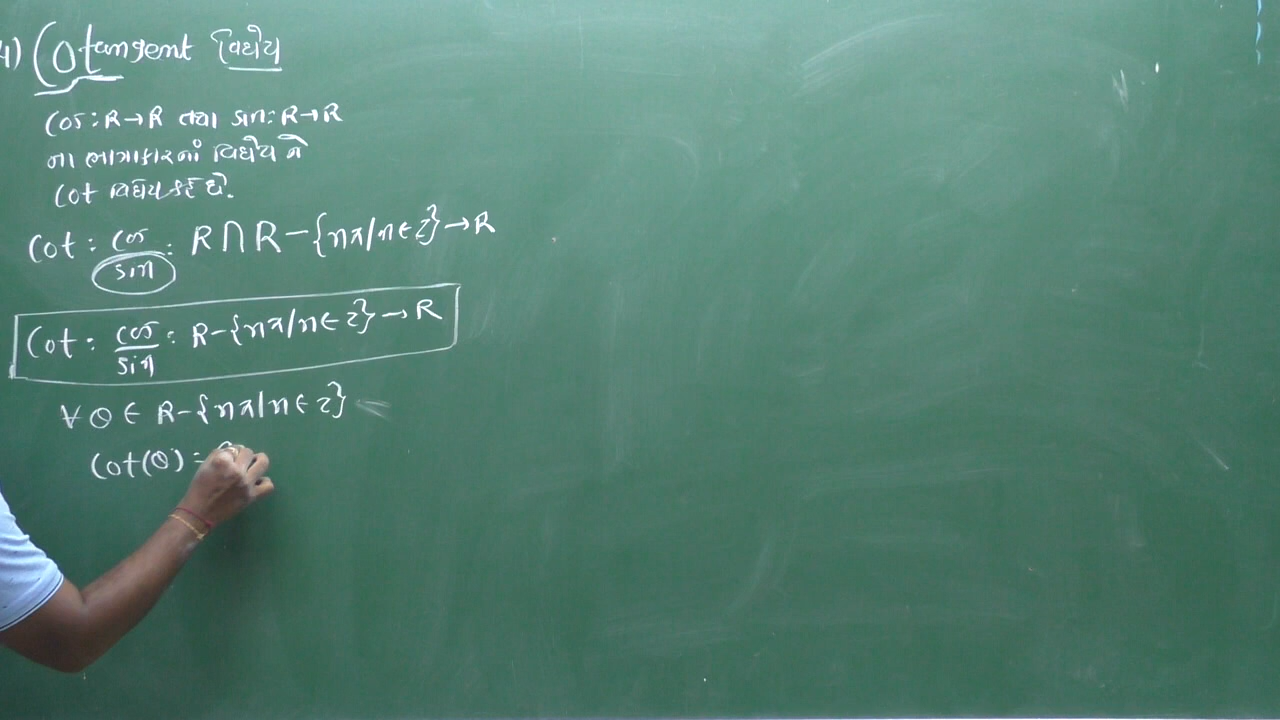 4) Cotangent વિધેય
cos : R → R તથા sin : R → R
ના ભાગાકારનાં વિધેય ને
cot વિધેય કહે છે.
cot : cos/sin : R ∩ R − {nπ/n ∈ Z} → R
cot : cos/sin : R − {nπ/n ∈ Z} → R
∀ θ ∈ R − {nπ/n ∈ Z}
cot(θ) =